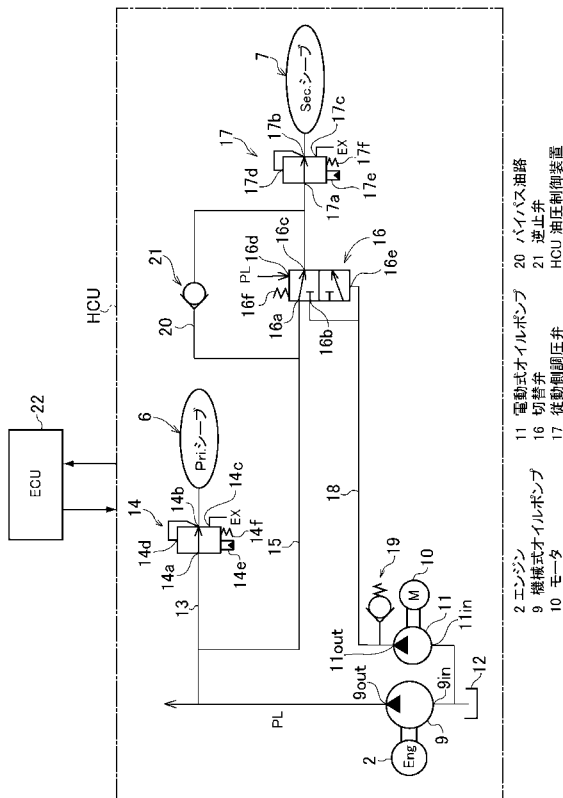 ECU
22
HCU
2
Eng
9
9in
9out
PL
12
11in
11
11out
M
10
19
18
13
15
14
14a
14b
14c
14d
14e
14f
EX
Pri.シーブ
6
20
21
PL
16
16a
16b
16c
16d
16e
16f
17
17a
17b
17c
17d
17e
17f
EX
Sec.シーブ
7
2 エンジン
9 機械式オイルポンプ
10 モータ
11 電動式オイルポンプ
16 切替弁
17 従動側調圧弁
20 バイパス油路
21 逆止弁
HCU 油圧制御装置